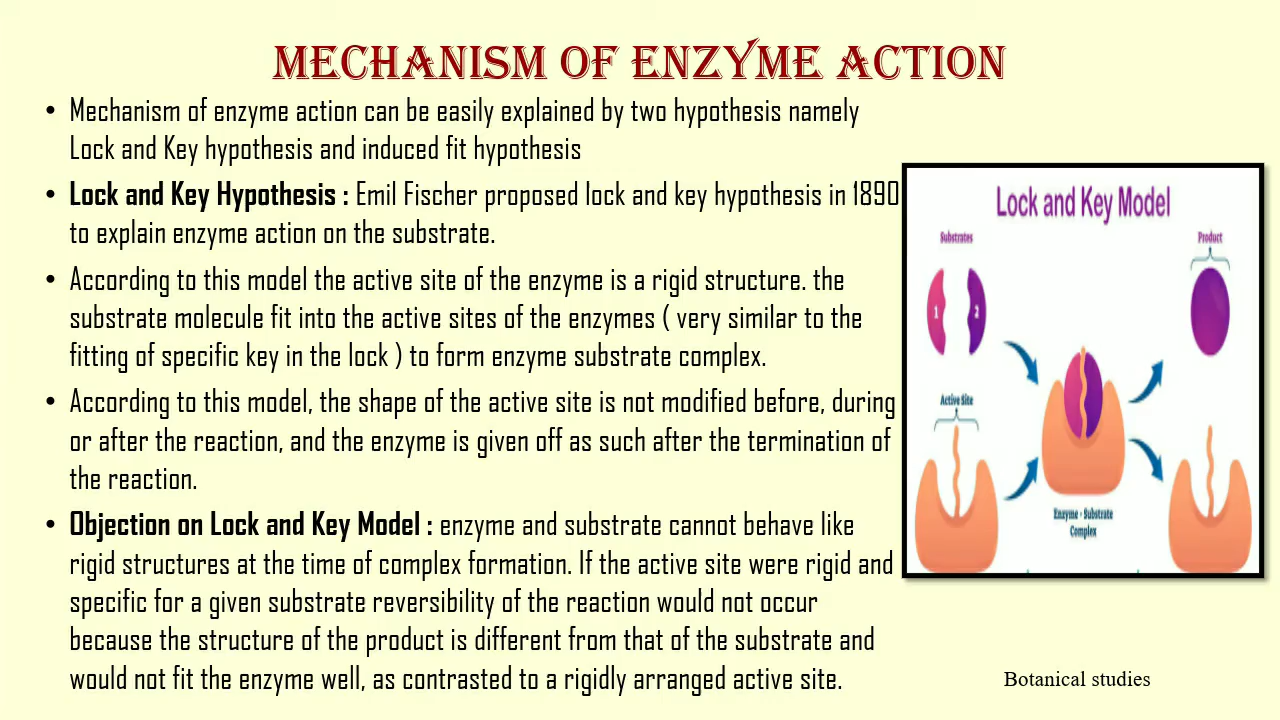 MECHANISM OF ENZYME ACTION
• Mechanism of enzyme action can be easily explained by two hypothesis namely
Lock and Key hypothesis and induced fit hypothesis
• Lock and Key Hypothesis : Emil Fischer proposed lock and key hypothesis in 1890
to explain enzyme action on the substrate.
• According to this model the active site of the enzyme is a rigid structure. the
substrate molecule fit into the active sites of the enzymes ( very similar to the
fitting of specific key in the lock ) to form enzyme substrate complex.
• According to this model, the shape of the active site is not modified before, during
or after the reaction, and the enzyme is given off as such after the termination of
the reaction.
• Objection on Lock and Key Model : enzyme and substrate cannot behave like
rigid structures at the time of complex formation. If the active site were rigid and
specific for a given substrate reversibility of the reaction would not occur
because the structure of the product is different from that of the substrate and
would not fit the enzyme well, as contrasted to a rigidly arranged active site.
Lock and Key Model
Substrates
Product
1
2
Active Site
Enzyme - Substrate
Complex
Botanical studies